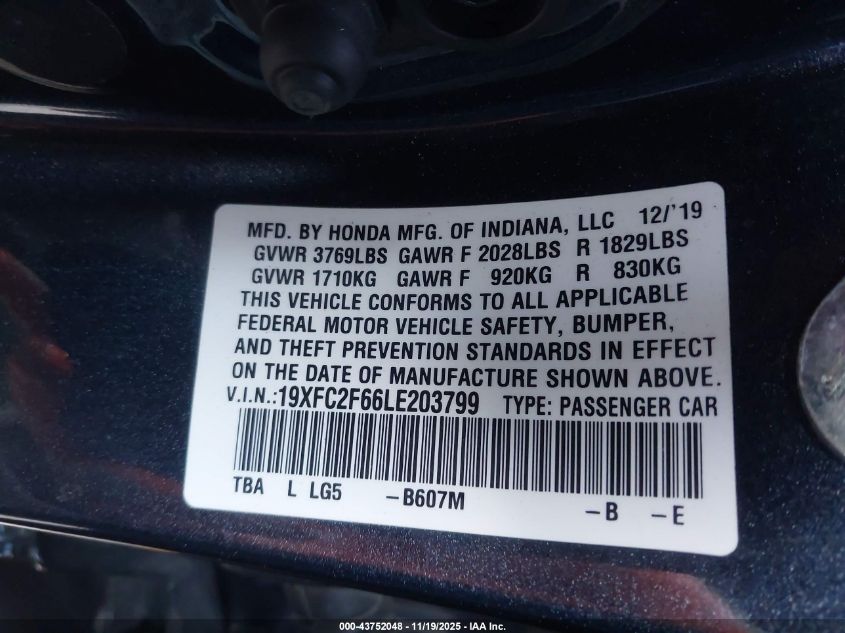 MFD. BY HONDA MFG. OF INDIANA, LLC 12/'19
GVWR 3769LBS GAWR F 2028LBS R 1829LBS
GVWR 1710KG GAWR F 920KG R 830KG
THIS VEHICLE CONFORMS TO ALL APPLICABLE
FEDERAL MOTOR VEHICLE SAFETY, BUMPER,
AND THEFT PREVENTION STANDARDS IN EFFECT
ON THE DATE OF MANUFACTURE SHOWN ABOVE.
V.I.N.:19XFC2F66LE203799 TYPE: PASSENGER CAR
TBA L LG5 -B607M -B -E
000-43752048 - 11/19/2025 - IAA Inc.